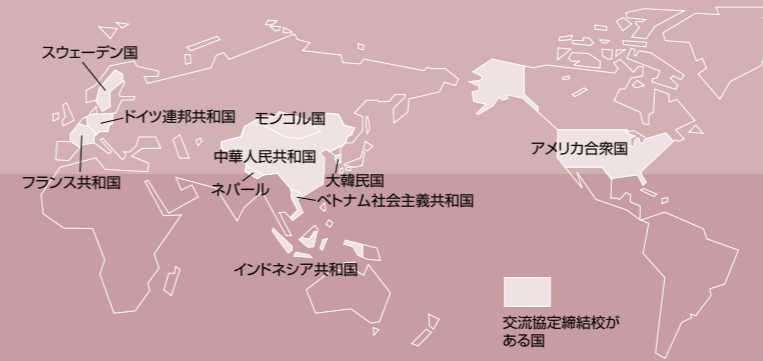 スウェーデン国
ドイツ連邦共和国
モンゴル国
アメリカ合衆国
中華人民共和国
フランス共和国
大韓民国
ネパール
ベトナム社会主義共和国
インドネシア共和国
交流協定締結校が
ある国